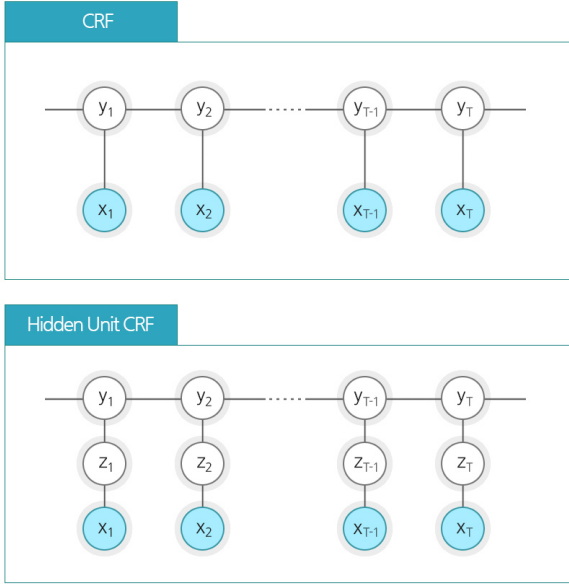 CRF
y₁ y₂ yT-1 yT
x₁ x₂ xT-1 xT
Hidden Unit CRF
y₁ y₂ yT-1 yT
z₁ z₂ zT-1 zT
x₁ x₂ xT-1 xT